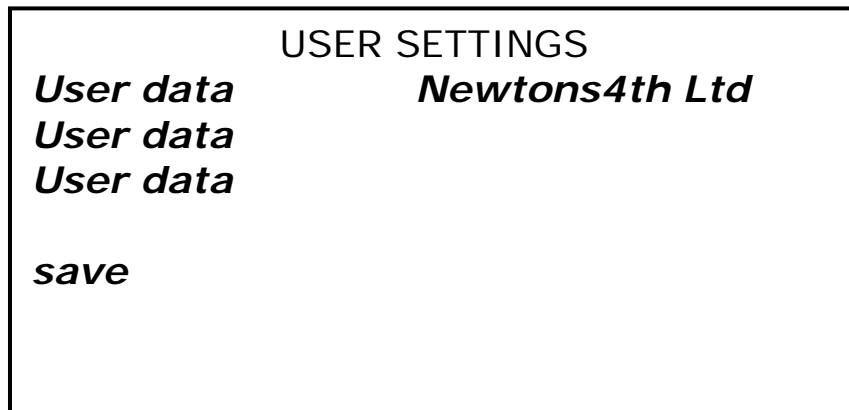 USER SETTINGS
User data Newtons4th Ltd
User data
User data
save